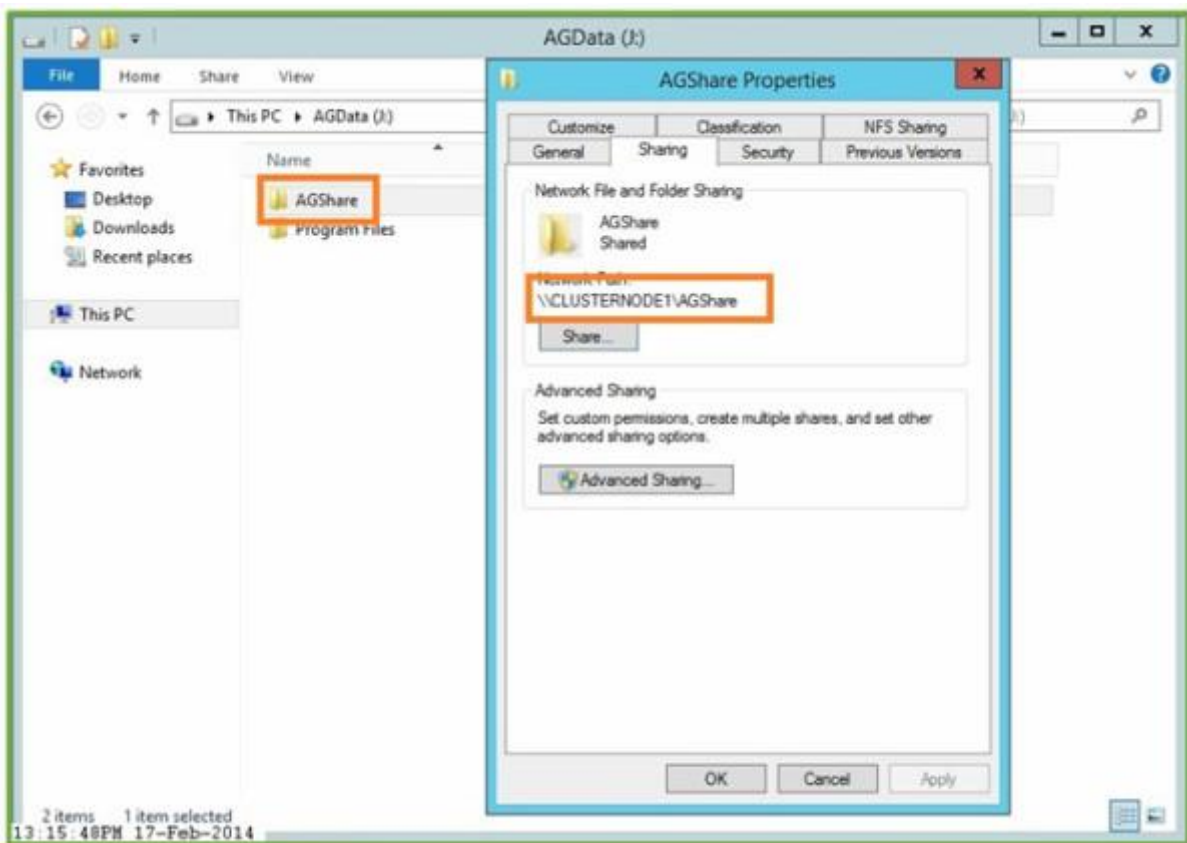 AGData (J:)
File Home Share View
This PC ▸ AGData (J:)
Favorites
Desktop
Downloads
Recent places
This PC
Network
Name
AGShare
Program Files
AGShare Properties
Customize Classification NFS Sharing
General Sharing Security Previous Versions
Network File and Folder Sharing
AGShare
Shared
Network Path:
\\CLUSTERNODE1\AGShare
Share...
Advanced Sharing
Set custom permissions, create multiple shares, and set other
advanced sharing options.
Advanced Sharing...
OK Cancel Apply
2 items 1 item selected
13:15:48PM 17-Feb-2014